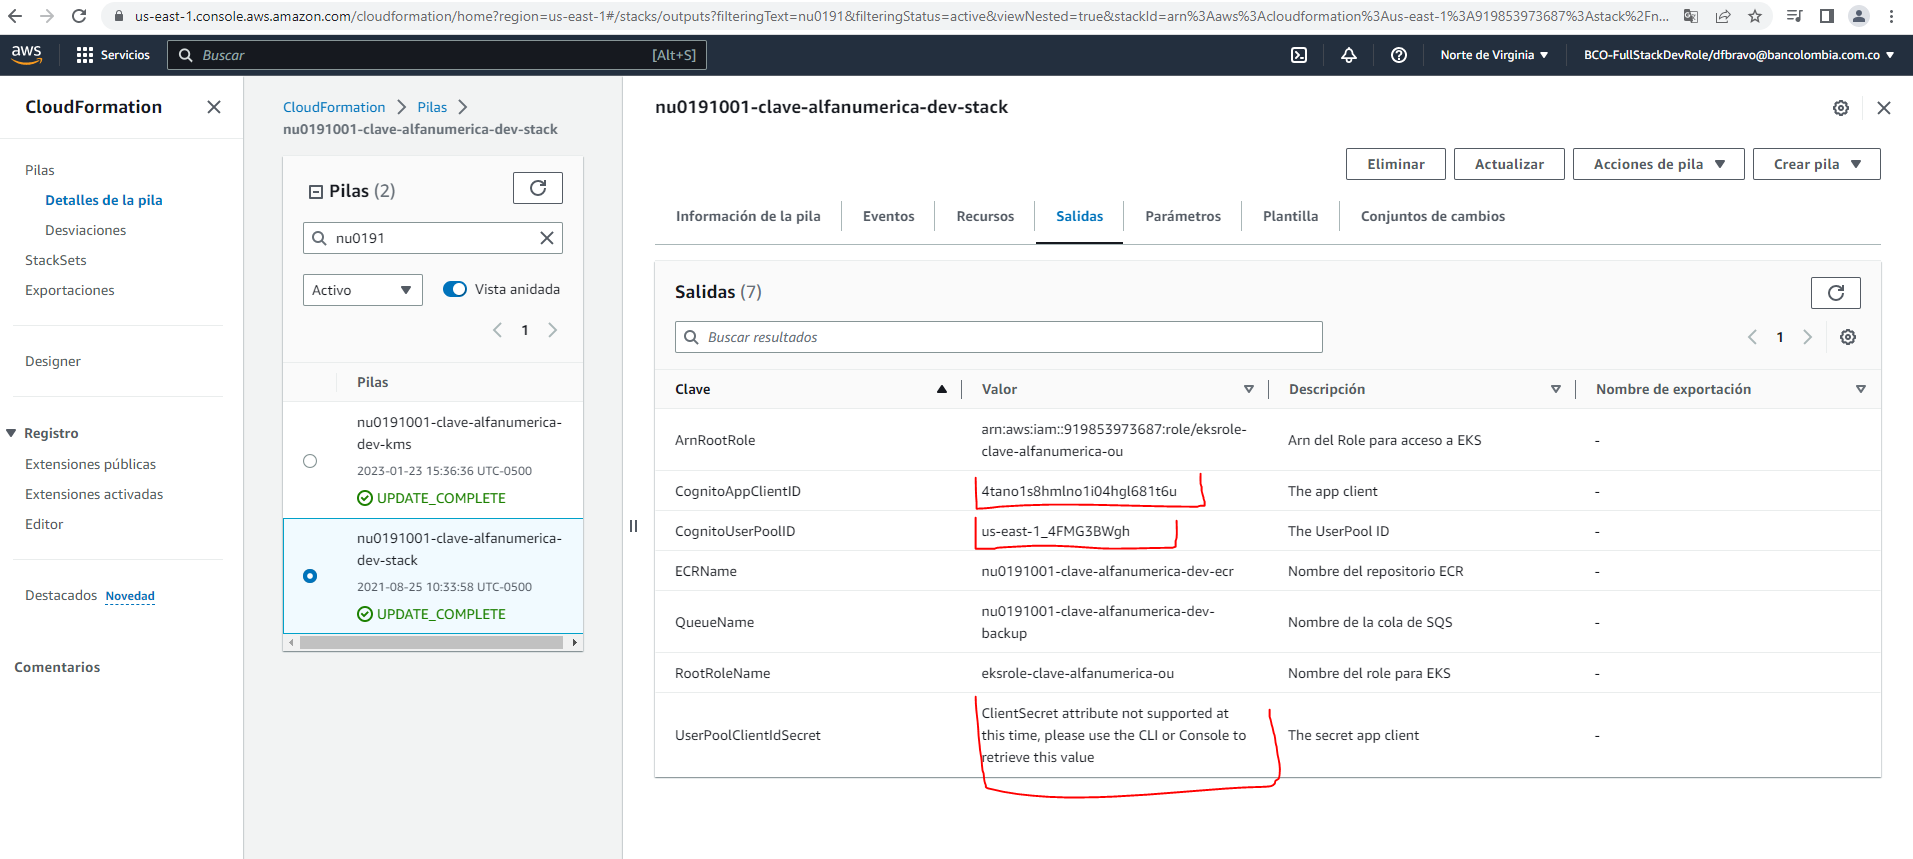 us-east-1.console.aws.amazon.com/cloudformation/home?region=us-east-1#/stacks/outputs?filteringText=nu0191&filteringStatus=active&viewNested=true&stackId=arn%3Aaws%3Acloudformation%3Aus-east-1%3A919853973687%3Astack%2Fn...
aws
Servicios
Buscar
[Alt+S]
Norte de Virginia
BCO-FullStackDevRole/dfbravo@bancolombia.com.co
CloudFormation
Pilas
Detalles de la pila
Desviaciones
StackSets
Exportaciones
Designer
Registro
Extensiones públicas
Extensiones activadas
Editor
Destacados Novedad
Comentarios
CloudFormation
Pilas
nu0191001-clave-alfanumerica-dev-stack
Pilas (2)
nu0191
Activo
Vista anidada
1
Pilas
nu0191001-clave-alfanumerica-
dev-kms
2023-01-23 15:36:36 UTC-0500
UPDATE_COMPLETE
nu0191001-clave-alfanumerica-
dev-stack
2021-08-25 10:33:58 UTC-0500
UPDATE_COMPLETE
nu0191001-clave-alfanumerica-dev-stack
Eliminar
Actualizar
Acciones de pila
Crear pila
Información de la pila
Eventos
Recursos
Salidas
Parámetros
Plantilla
Conjuntos de cambios
Salidas (7)
Buscar resultados
1
Clave
Valor
Descripción
Nombre de exportación
ArnRootRole
arn:aws:iam::919853973687:role/eksrole-
clave-alfanumerica-ou
Arn del Role para acceso a EKS
-
CognitoAppClientID
4tano1s8hmlno1i04hgl681t6u
The app client
-
CognitoUserPoolID
us-east-1_4FMG3BWgh
The UserPool ID
-
ECRName
nu0191001-clave-alfanumerica-dev-ecr
Nombre del repositorio ECR
-
QueueName
nu0191001-clave-alfanumerica-dev-
backup
Nombre de la cola de SQS
-
RootRoleName
eksrole-clave-alfanumerica-ou
Nombre del role para EKS
-
UserPoolClientIdSecret
ClientSecret attribute not supported at
this time, please use the CLI or Console to
retrieve this value
The secret app client
-